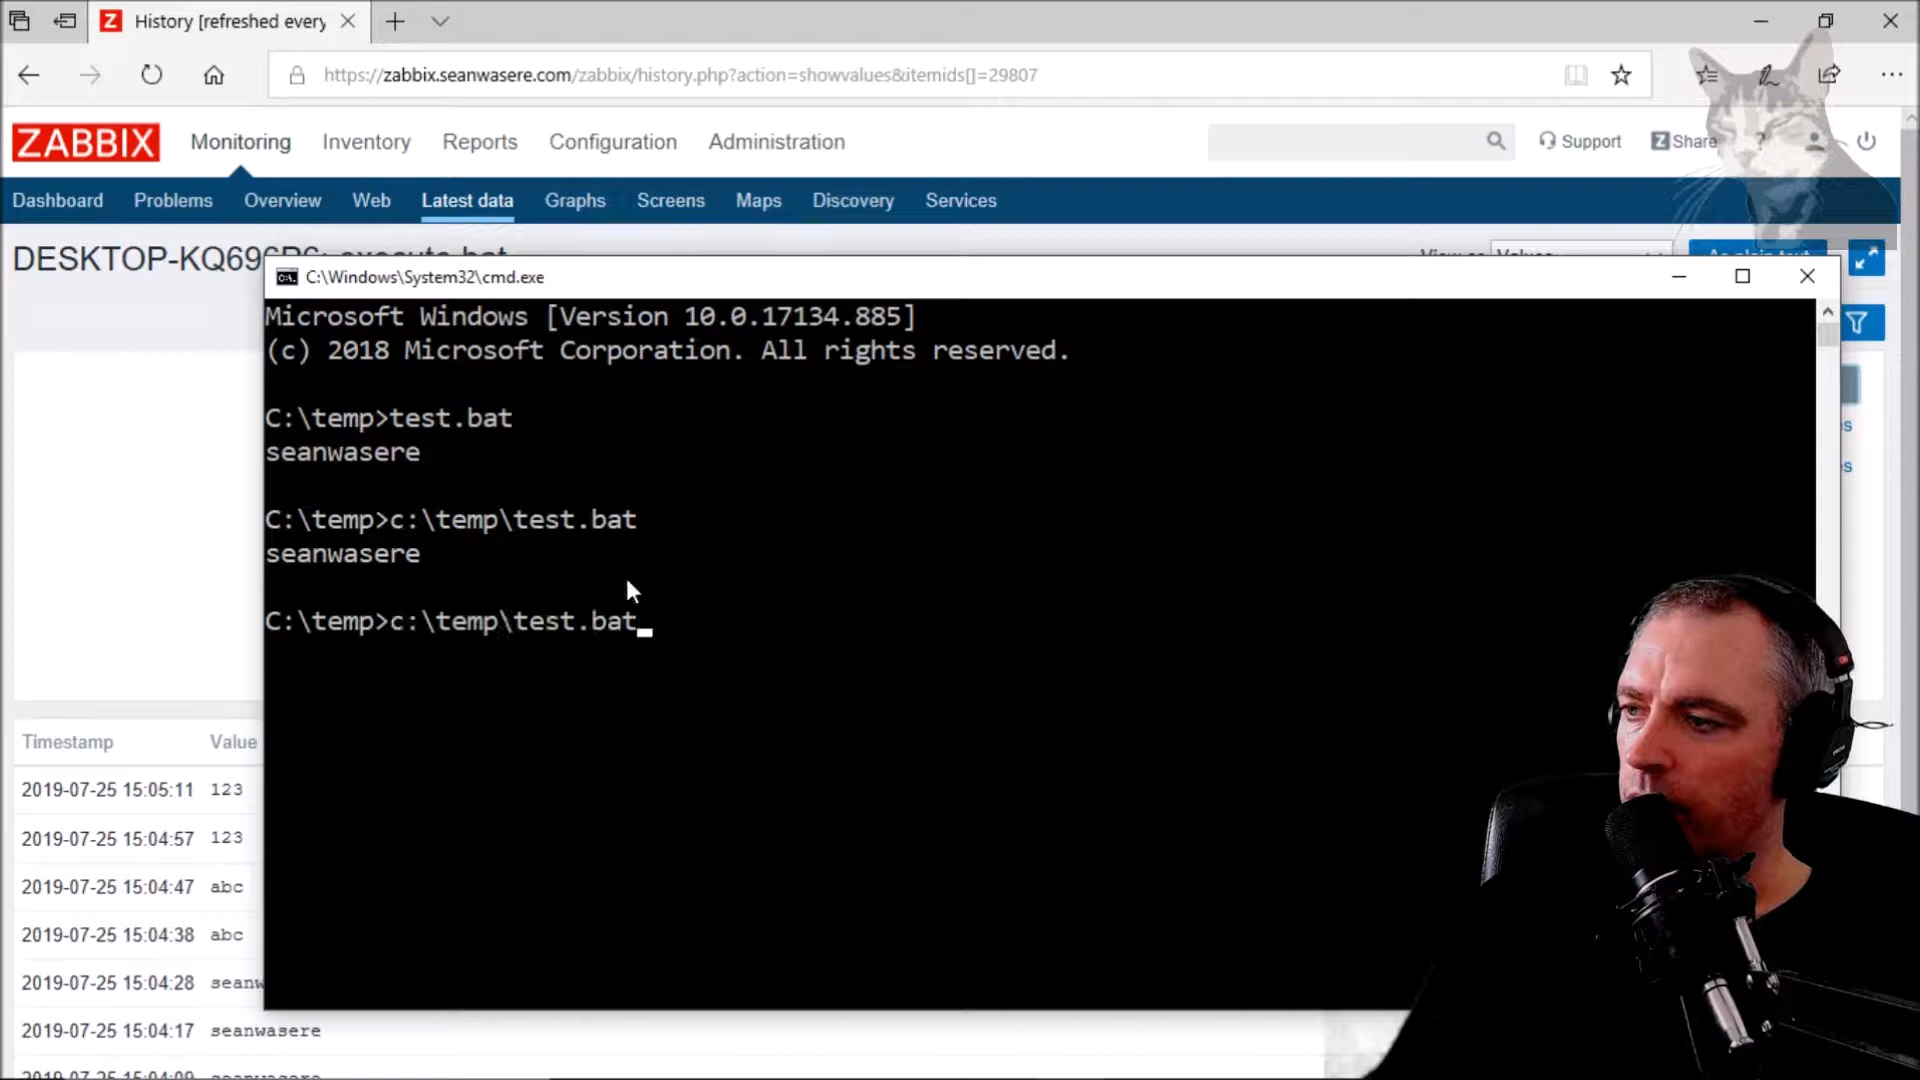 History [refreshed every
https://zabbix.seanwasere.com/zabbix/history.php?action=showvalues&itemids[]=29807
ZABBIX
Monitoring
Inventory
Reports
Configuration
Administration
Support
Share
?
Dashboard
Problems
Overview
Web
Latest data
Graphs
Screens
Maps
Discovery
Services
C:\Windows\System32\cmd.exe
Microsoft Windows [Version 10.0.17134.885]
(c) 2018 Microsoft Corporation. All rights reserved.
C:\temp>test.bat
seanwasere
C:\temp>c:\temp\test.bat
seanwasere
C:\temp>c:\temp\test.bat
Timestamp Value
2019-07-25 15:05:11 123
2019-07-25 15:04:57 123
2019-07-25 15:04:47 abc
2019-07-25 15:04:38 abc
2019-07-25 15:04:28 seanw
2019-07-25 15:04:17 seanwasere